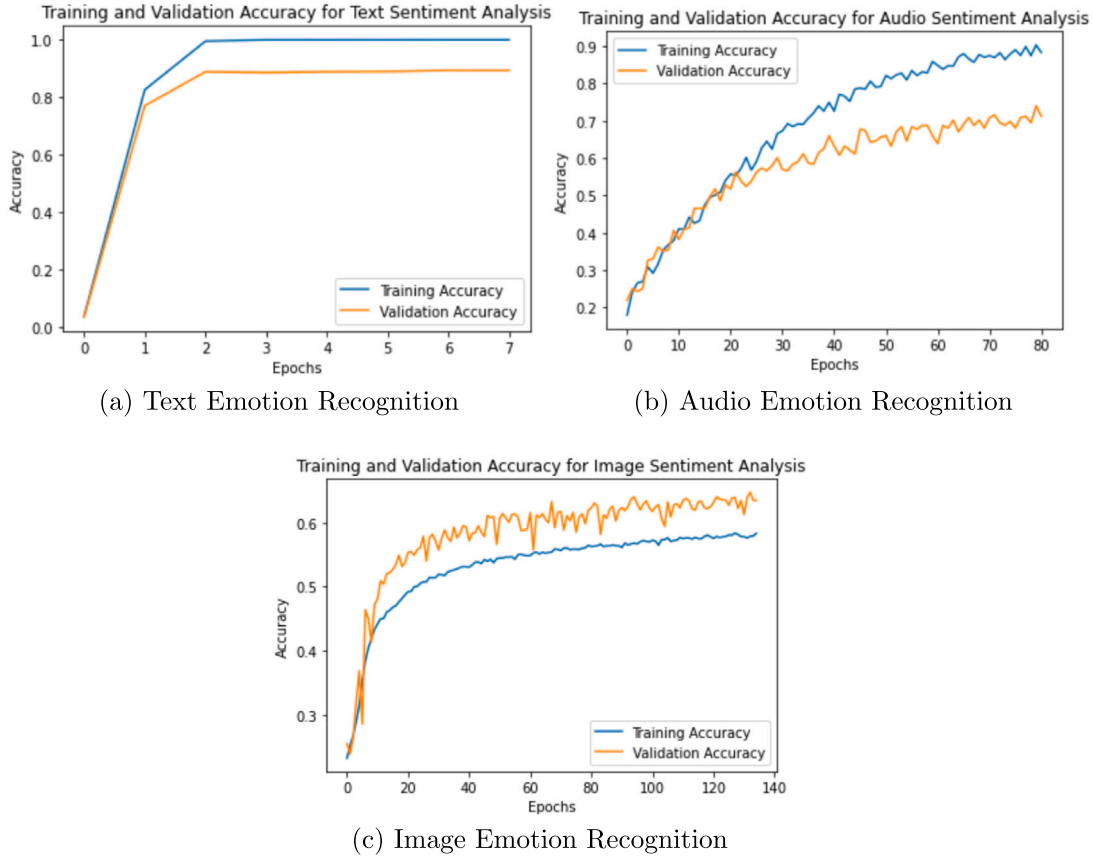 Training and Validation Accuracy for Text Sentiment Analysis
1.0
0.8
0.6
0.4
0.2
0.0
Accuracy
Training Accuracy
Validation Accuracy
0 1 2 3 4 5 6 7
Epochs
(a) Text Emotion Recognition
Training and Validation Accuracy for Audio Sentiment Analysis
Training Accuracy
Validation Accuracy
0.9
0.8
0.7
0.6
0.5
0.4
0.3
0.2
Accuracy
0 10 20 30 40 50 60 70 80
Epochs
(b) Audio Emotion Recognition
Training and Validation Accuracy for Image Sentiment Analysis
0.6
0.5
0.4
0.3
Accuracy
Training Accuracy
Validation Accuracy
0 20 40 60 80 100 120 140
Epochs
(c) Image Emotion Recognition